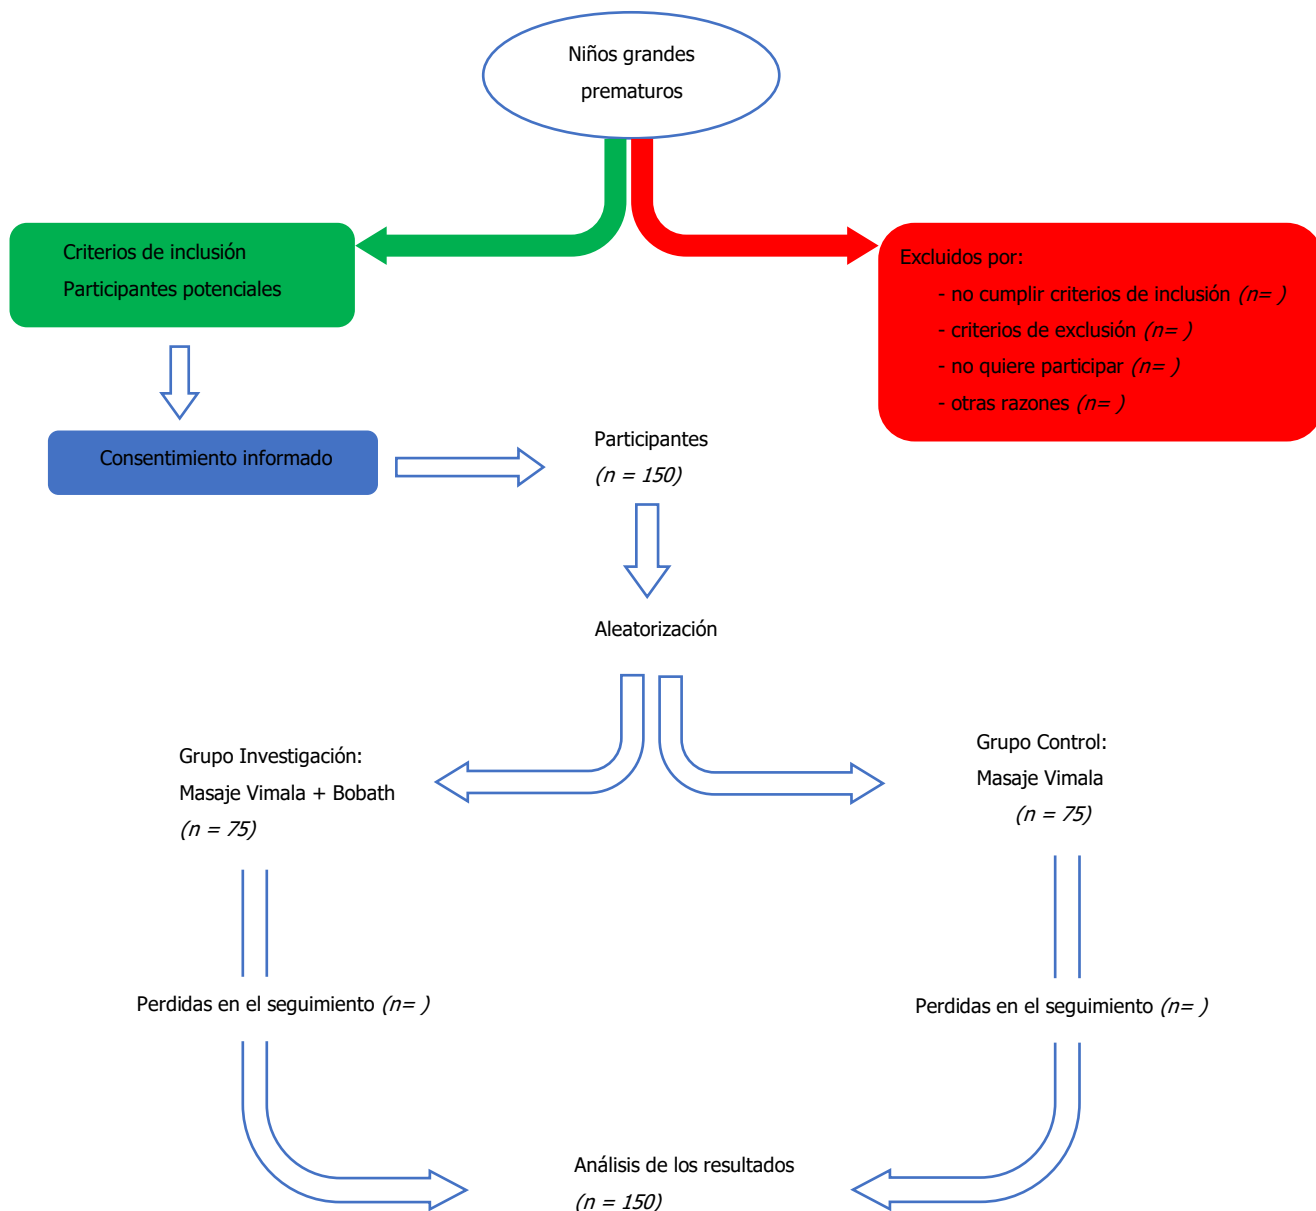 Niños grandes
prematuros
Criterios de inclusión
Participantes potenciales
Excluidos por:
- no cumplir criterios de inclusión (n= )
- criterios de exclusión (n= )
- no quiere participar (n= )
- otras razones (n= )
Consentimiento informado
Participantes
(n = 150)
Aleatorización
Grupo Investigación:
Masaje Vimala + Bobath
(n = 75)
Grupo Control:
Masaje Vimala
(n = 75)
Perdidas en el seguimiento (n= )
Perdidas en el seguimiento (n= )
Análisis de los resultados
(n = 150)